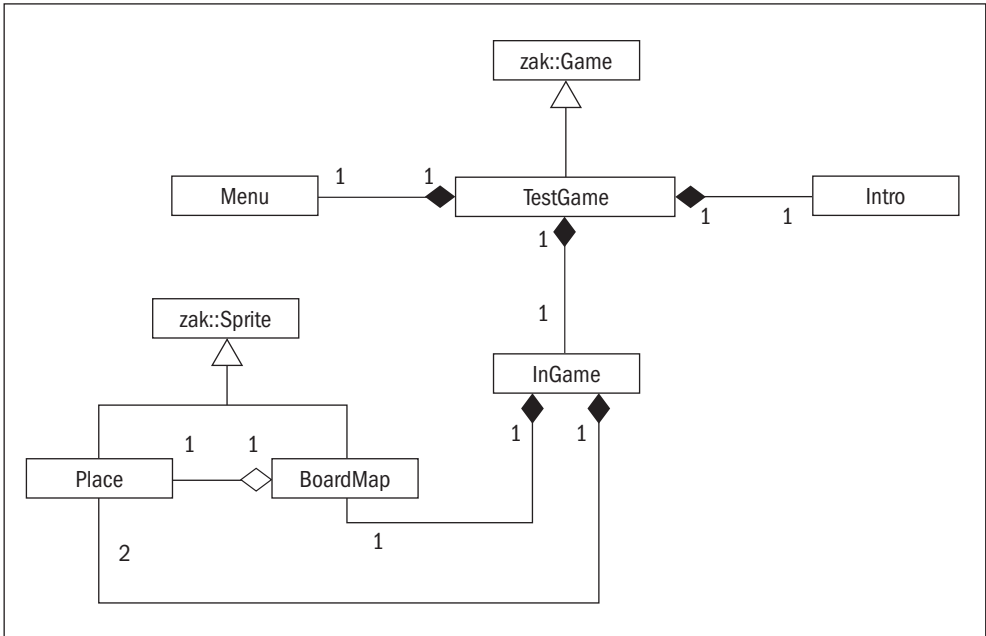 zak::Game
1
1
Menu
TestGame
Intro
1
1
1
1
zak::Sprite
InGame
1
1
1
1
Place
BoardMap
1
2